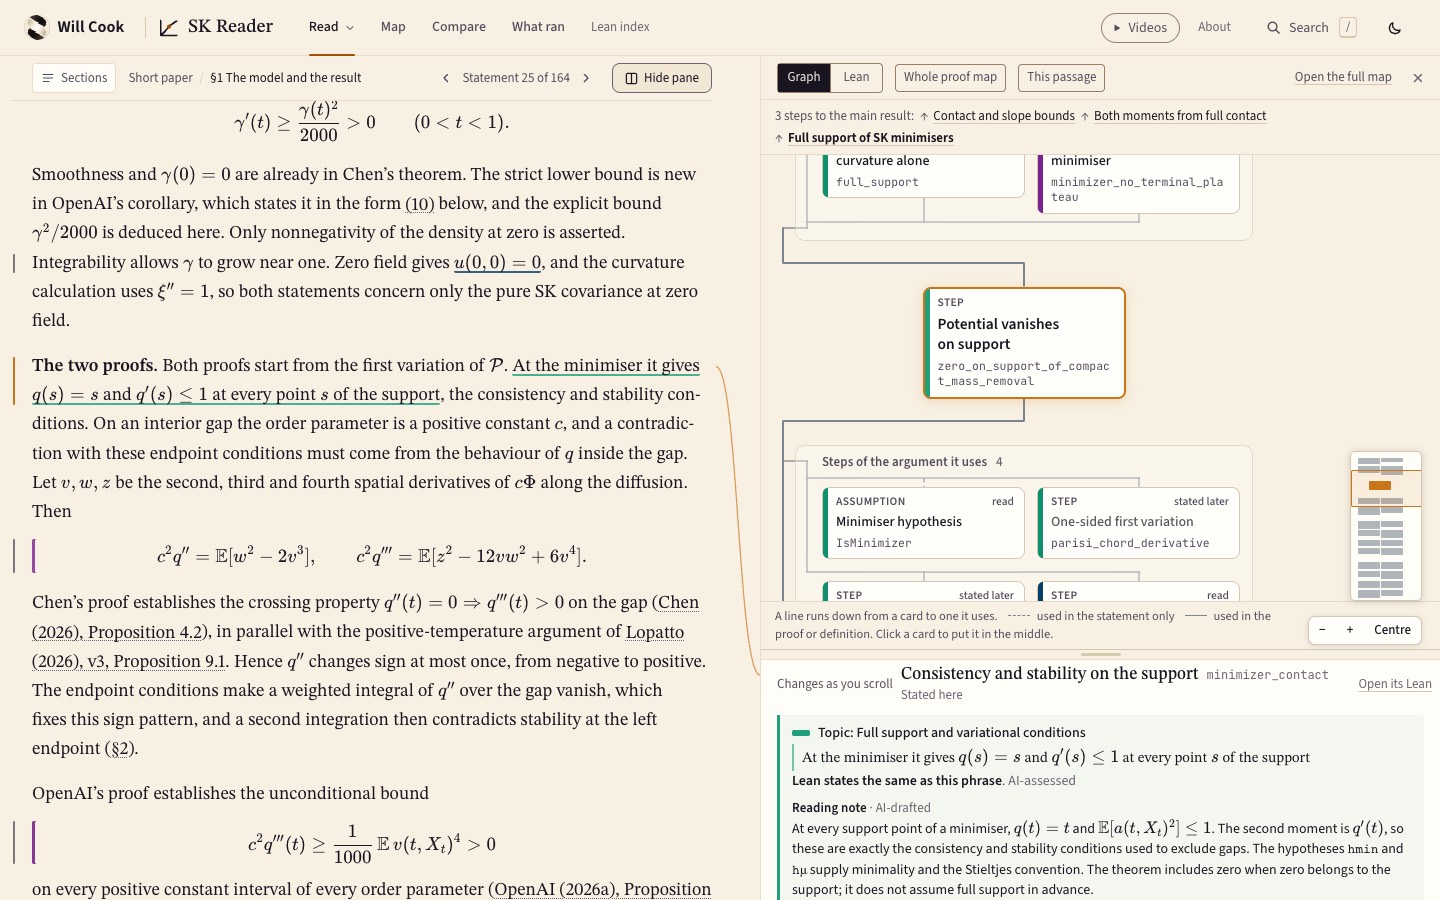 Will Cook
SK Reader
Read
Map
Compare
What ran
Lean index
Videos
About
Search /
Sections
Short paper / §1 The model and the result
Statement 25 of 164
Hide pane
γ′(t) ≥ γ(t)²/2000 > 0 (0 < t < 1).
Smoothness and γ(0) = 0 are already in Chen’s theorem. The strict lower bound is new
in OpenAI’s corollary, which states it in the form (10) below, and the explicit bound
γ²/2000 is deduced here. Only nonnegativity of the density at zero is asserted.
Integrability allows γ to grow near one. Zero field gives u(0, 0) = 0, and the curvature
calculation uses ξ″ = 1, so both statements concern only the pure SK covariance at zero
field.
The two proofs. Both proofs start from the first variation of 𝒫. At the minimiser it gives
q(s) = s and q′(s) ≤ 1 at every point s of the support, the consistency and stability con-
ditions. On an interior gap the order parameter is a positive constant c, and a contradic-
tion with these endpoint conditions must come from the behaviour of q inside the gap.
Let v, w, z be the second, third and fourth spatial derivatives of cΦ along the diffusion.
Then
c²q″ = 𝔼[w² − 2v³], c²q‴ = 𝔼[z² − 12vw² + 6v⁴].
Chen’s proof establishes the crossing property q″(t) = 0 ⇒ q‴(t) > 0 on the gap (Chen
(2026), Proposition 4.2), in parallel with the positive-temperature argument of Lopatto
(2026), v3, Proposition 9.1. Hence q″ changes sign at most once, from negative to positive.
The endpoint conditions make a weighted integral of q″ over the gap vanish, which
fixes this sign pattern, and a second integration then contradicts stability at the left
endpoint (§2).
OpenAI’s proof establishes the unconditional bound
c²q‴(t) ≥ 1/1000 𝔼 v(t, X_t)⁴ > 0
on every positive constant interval of every order parameter (OpenAI (2026a), Proposition
Graph
Lean
Whole proof map
This passage
Open the full map ×
3 steps to the main result: ↑ Contact and slope bounds ↑ Both moments from full contact
↑ Full support of SK minimisers
curvature alone
full_support
minimiser
minimizer_no_terminal_pla
teau
STEP
Potential vanishes
on support
zero_on_support_of_compac
t_mass_removal
Steps of the argument it uses 4
ASSUMPTION read
Minimiser hypothesis
IsMinimizer
STEP stated later
One-sided first variation
parisi_chord_derivative
STEP stated later
STEP read
A line runs down from a card to one it uses. used in the statement only used in the
proof or definition. Click a card to put it in the middle.
− + Centre
Changes as you scroll
Consistency and stability on the support minimizer_contact
Stated here
Open its Lean
Topic: Full support and variational conditions
At the minimiser it gives q(s) = s and q′(s) ≤ 1 at every point s of the support
Lean states the same as this phrase. AI-assessed
Reading note · AI-drafted
At every support point of a minimiser, q(t) = t and 𝔼[a(t, X_t)²] ≤ 1. The second moment is q′(t), so
these are exactly the consistency and stability conditions used to exclude gaps. The hypotheses hmin and
hμ supply minimality and the Stieltjes convention. The theorem includes zero when zero belongs to the
support; it does not assume full support in advance.